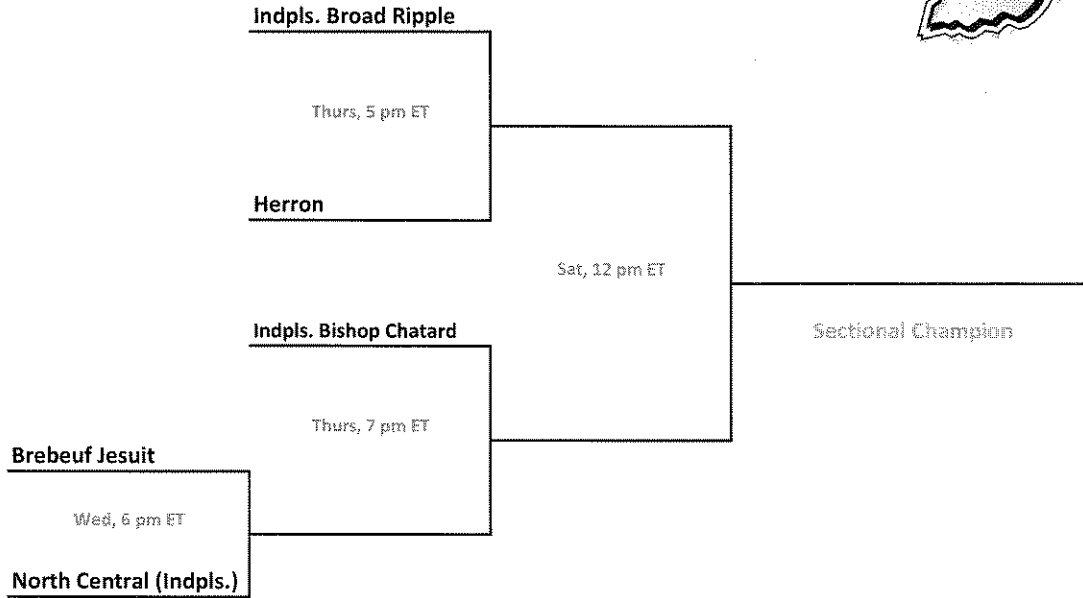 Indpls. Broad Ripple
Thurs, 5 pm ET
Herron
Sat, 12 pm ET
Indpls. Bishop Chatard
Sectional Champion
Thurs, 7 pm ET
Brebeuf Jesuit
Wed, 6 pm ET
North Central (Indpls.)